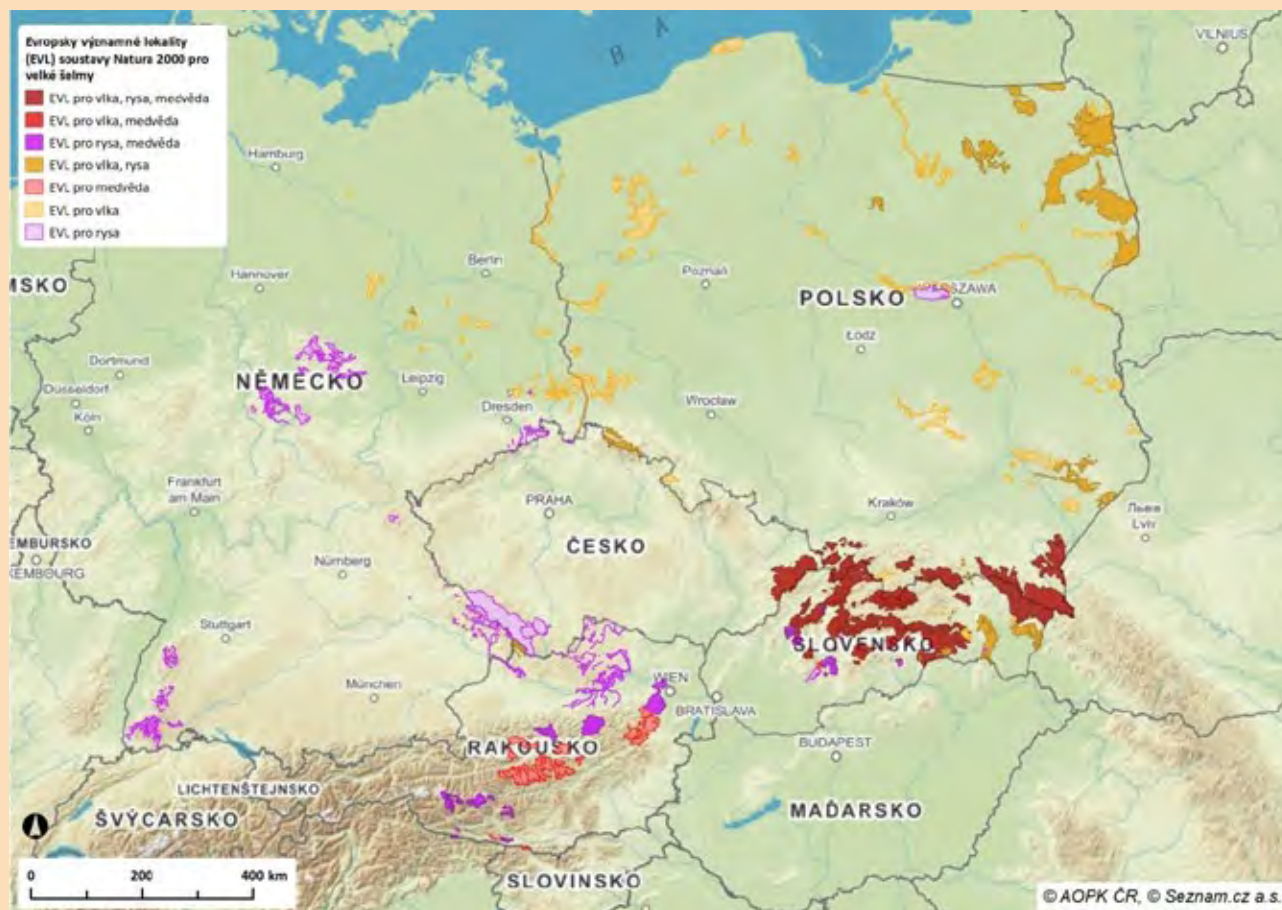 Evropsky významné lokality
(EVL) soustavy Natura 2000 pro
velké šelmy
EVL pro vlka, rysa, medvěda
EVL pro vlka, medvěda
EVL pro rysa, medvěda
EVL pro vlka, rysa
EVL pro medvěda
EVL pro vlka
EVL pro rysa
B A
VILNIUS
Hamburg
Hannover
Berlin
Poznań
POLSKO
WARSZAWA
MSKO
Łódź
Dortmund
NĚMECKO
Düsseldorf
Leipzig
Köln
Dresden
Wrocław
Frankfurt
am Main
PRAHA
Kraków
Львів
Lviv
EMBURSKO
XEMBOURG
ČESKO
Nürnberg
Stuttgart
SLOVENSKO
München
WIEN
BRATISLAVA
RAKOUSKO
BUDAPEST
LICHTENŠTEJNSKO
ŠVÝCARSKO
MAĎARSKO
SLOVINSKO
0 200 400 km
© AOPK ČR, © Seznam.cz a.s.